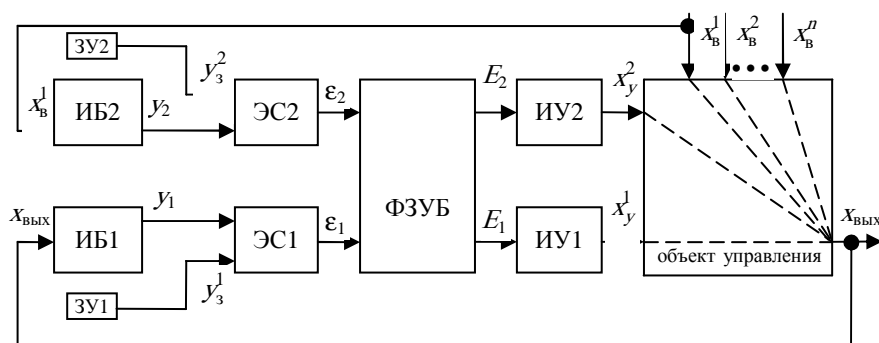 x_в^1 x_в^2 x_в^n
ЗУ2 y_з^2
x_в^1 ИБ2 y_2 ЭС2 ε_2 E_2 ИУ2 x_y^2
ФЗУБ
x_вых ИБ1 y_1 ЭС1 ε_1 E_1 ИУ1 x_y^1 x_вых
объект управления
ЗУ1 y_з^1